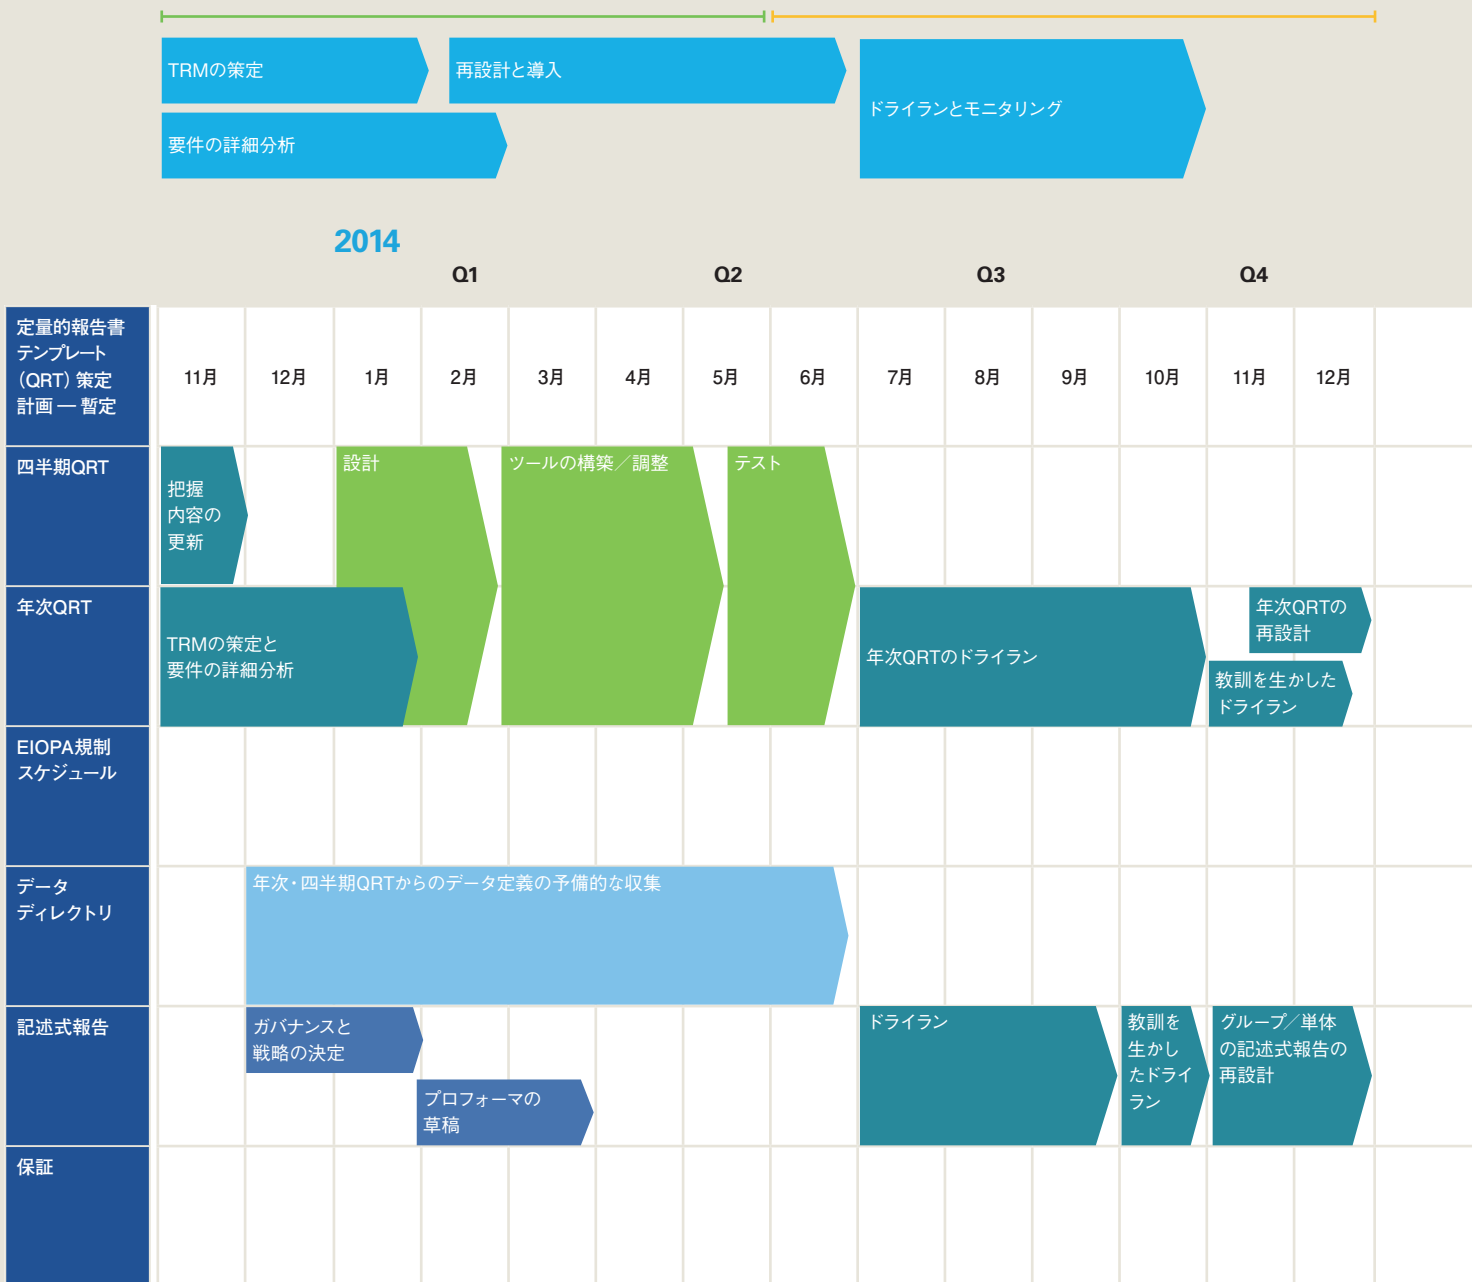 TRMの策定
再設計と導入
ドライランとモニタリング
要件の詳細分析
2014
Q1
Q2
Q3
Q4
定量的報告書
テンプレート
（QRT）策定
計画 — 暫定
11月
12月
1月
2月
3月
4月
5月
6月
7月
8月
9月
10月
11月
12月
四半期QRT
把握
内容の
更新
設計
ツールの構築／調整
テスト
年次QRT
TRMの策定と
要件の詳細分析
年次QRTのドライラン
年次QRTの
再設計
教訓を生かした
ドライラン
EIOPA規制
スケジュール
データ
ディレクトリ
年次・四半期QRTからのデータ定義の予備的な収集
記述式報告
ガバナンスと
戦略の決定
プロフォーマの
草稿
ドライラン
教訓を
生かし
たドライ
ラン
グループ／単体
の記述式報告の
再設計
保証